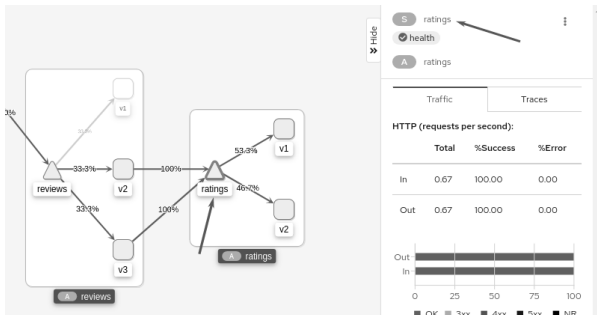 0%
v1
33.3%
v2
reviews
33.3%
v3
A reviews
100%
100%
ratings
53.3%
v1
46.7%
v2
A ratings
Hide
S ratings
health
A ratings
Traffic
Traces
HTTP (requests per second):
Total %Success %Error
In 0.67 100.00 0.00
Out 0.67 100.00 0.00
Out
In
0 25 50 75 100
OK 3xx 4xx 5xx NR